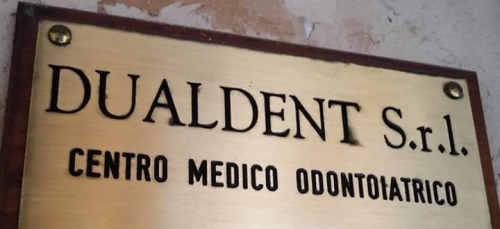 DUALDENT S.r.l.
CENTRO MEDICO ODONTOIATRICO